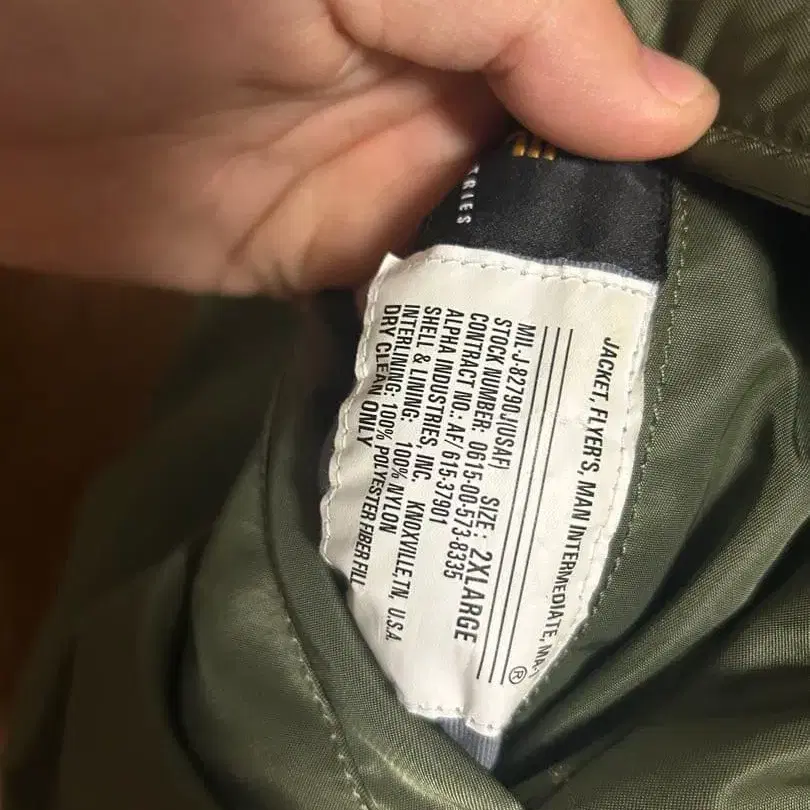 TRIES
JACKET, FLYER'S, MAN INTERMEDIATE, MA-1
®
MIL-J-82790J(USAF) SIZE: 2XLARGE
STOCK NUMBER: 0615-00-573-8335
CONTRACT NO.: AF/ 615-37901
ALPHA INDUSTRIES, INC. KNOXVILLE,TN, U.S.A.
SHELL & LINING: 100% NYLON
INTERLINING: 100% POLYESTER FIBER FILL
DRY CLEAN ONLY